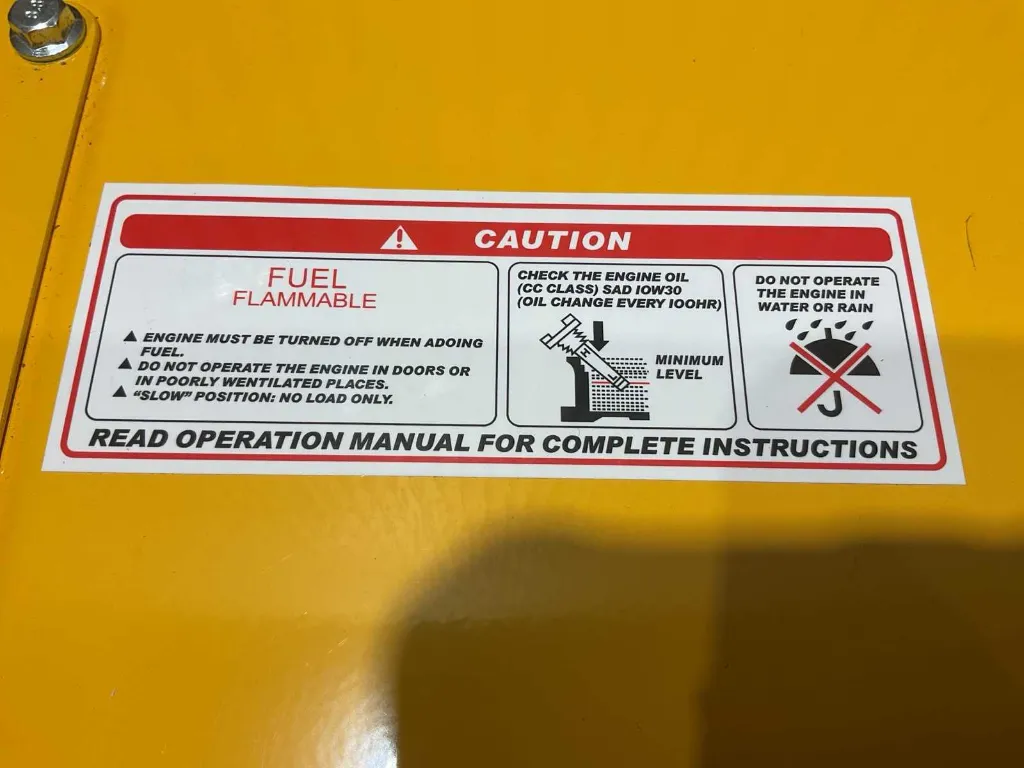 CAUTION
FUEL
FLAMMABLE
▲ ENGINE MUST BE TURNED OFF WHEN ADOING
FUEL.
▲ DO NOT OPERATE THE ENGINE IN DOORS OR
IN POORLY WENTILATED PLACES.
▲ “SLOW” POSITION: NO LOAD ONLY.
CHECK THE ENGINE OIL
(CC CLASS) SAD IOW30
(OIL CHANGE EVERY IOOHR)
MINIMUM
LEVEL
DO NOT OPERATE
THE ENGINE IN
WATER OR RAIN
READ OPERATION MANUAL FOR COMPLETE INSTRUCTIONS